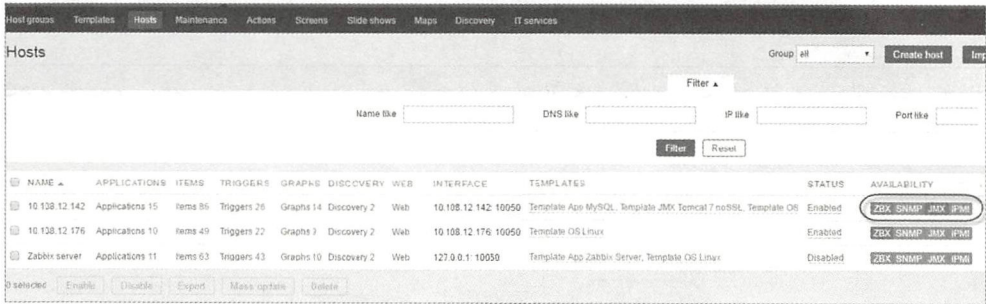 Host groups Templates Hosts Maintenance Actions Screens Slide shows Maps Discovery IT services
Hosts Group all Create host Imp
Filter ▲
Name like DNS like IP like Port like
Filter Reset
NAME ▲ APPLICATIONS ITEMS TRIGGERS GRAPHS DISCOVERY WEB INTERFACE TEMPLATES STATUS AVAILABILITY
10.108.12.142 Applications 15 Items 86 Triggers 26 Graphs 14 Discovery 2 Web 10.108.12.142: 10050 Template App MySQL, Template JMX Tomcat 7 noSSL, Template OS Enabled ZBX SNMP JMX IPMI
10.108.12.176 Applications 10 Items 49 Triggers 22 Graphs Discovery 2 Web 10.108.12.176: 10050 Template OS Linux Enabled ZBX SNMP JMX IPMI
Zabbix server Applications 11 Items 63 Triggers 43 Graphs 10 Discovery 2 Web 127.0.0.1: 10050 Template App Zabbix Server, Template OS Linux Disabled ZBX SNMP JMX IPMI
0 selected Enable Disable Export Mass update Delete